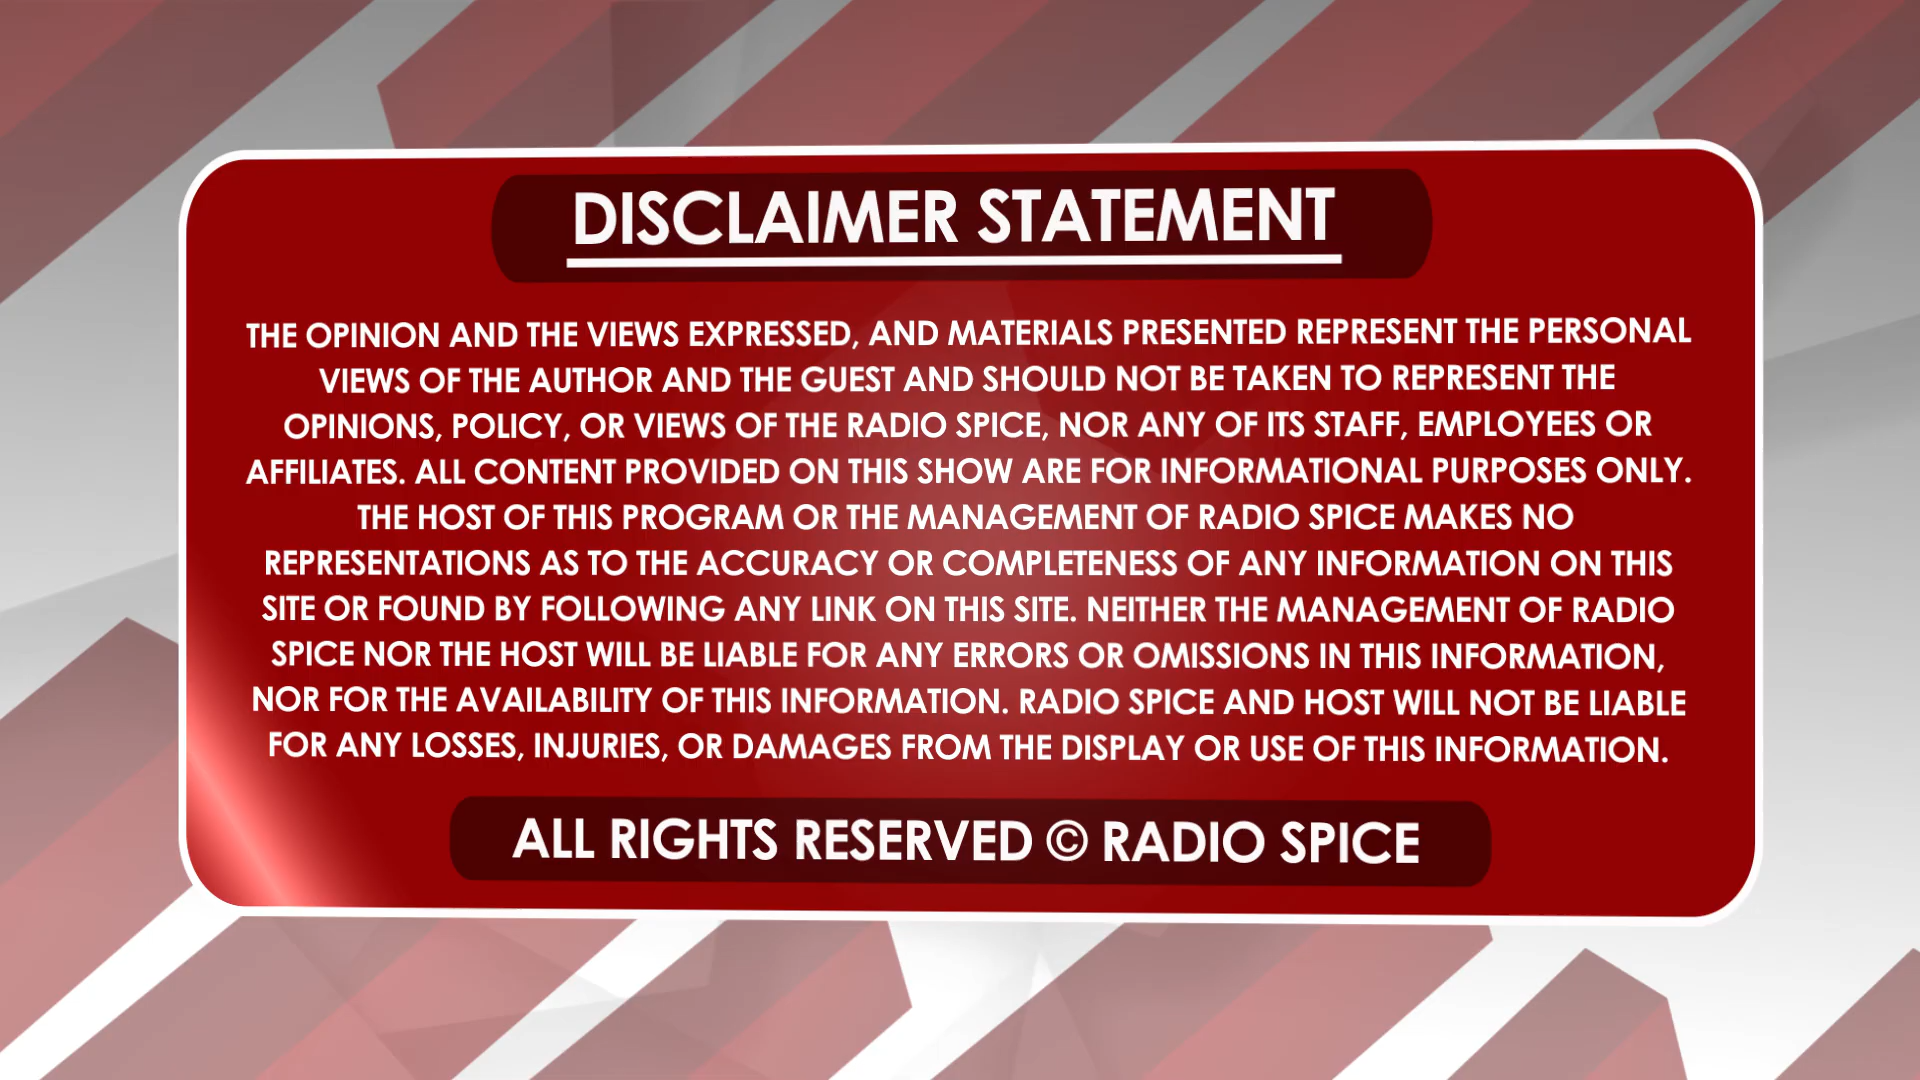 DISCLAIMER STATEMENT
THE OPINION AND THE VIEWS EXPRESSED, AND MATERIALS PRESENTED REPRESENT THE PERSONAL
VIEWS OF THE AUTHOR AND THE GUEST AND SHOULD NOT BE TAKEN TO REPRESENT THE
OPINIONS, POLICY, OR VIEWS OF THE RADIO SPICE, NOR ANY OF ITS STAFF, EMPLOYEES OR
AFFILIATES. ALL CONTENT PROVIDED ON THIS SHOW ARE FOR INFORMATIONAL PURPOSES ONLY.
THE HOST OF THIS PROGRAM OR THE MANAGEMENT OF RADIO SPICE MAKES NO
REPRESENTATIONS AS TO THE ACCURACY OR COMPLETENESS OF ANY INFORMATION ON THIS
SITE OR FOUND BY FOLLOWING ANY LINK ON THIS SITE. NEITHER THE MANAGEMENT OF RADIO
SPICE NOR THE HOST WILL BE LIABLE FOR ANY ERRORS OR OMISSIONS IN THIS INFORMATION,
NOR FOR THE AVAILABILITY OF THIS INFORMATION. RADIO SPICE AND HOST WILL NOT BE LIABLE
FOR ANY LOSSES, INJURIES, OR DAMAGES FROM THE DISPLAY OR USE OF THIS INFORMATION.
ALL RIGHTS RESERVED © RADIO SPICE